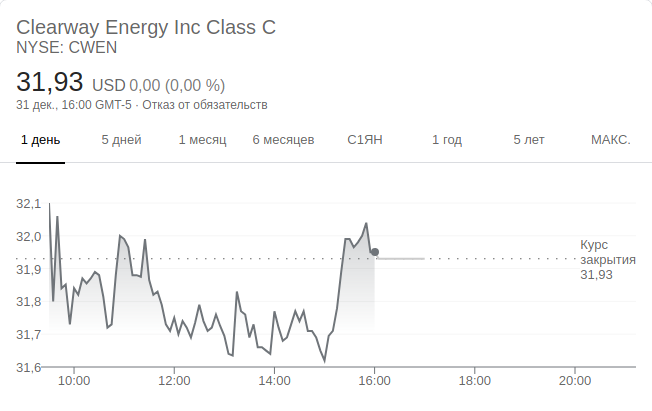 Clearway Energy Inc Class C
NYSE: CWEN
31,93 USD 0,00 (0,00 %)
31 дек., 16:00 GMT-5 · Отказ от обязательств
1 день 5 дней 1 месяц 6 месяцев С1ЯН 1 год 5 лет МАКС.
32,1
32,0
31,9
31,8
31,7
31,6
Курс
закрытия
31,93
10:00 12:00 14:00 16:00 18:00 20:00